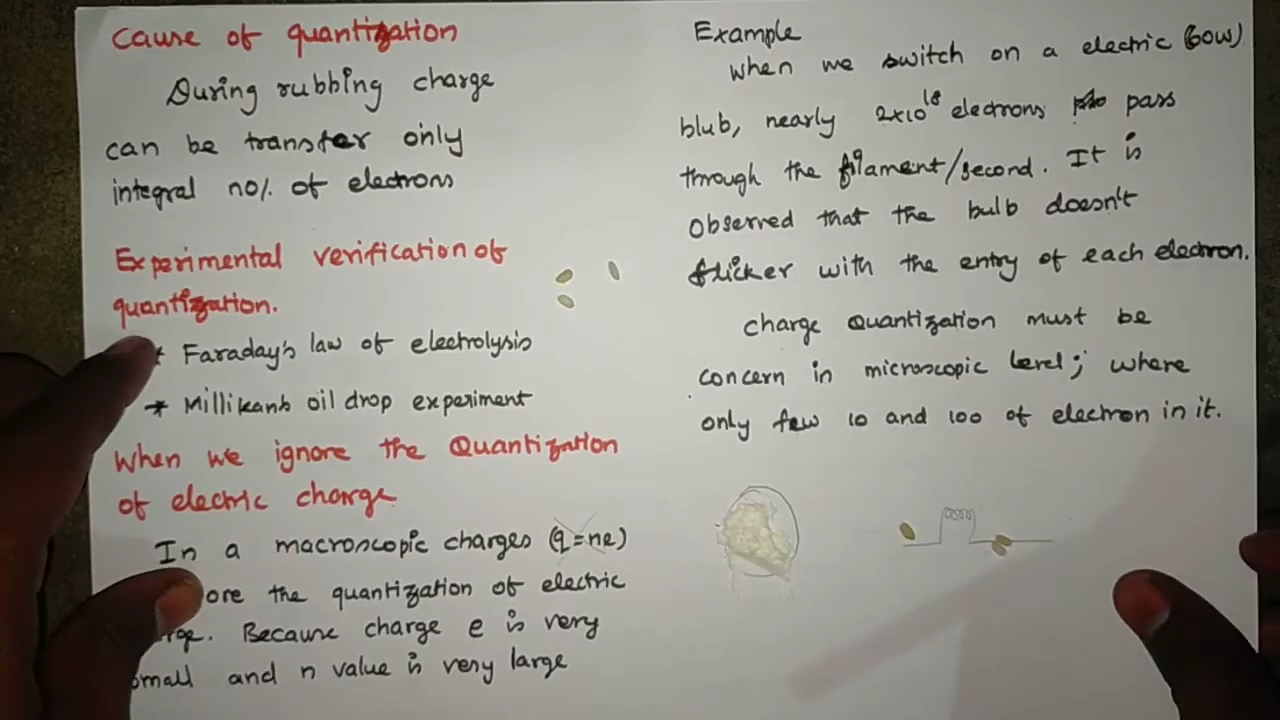 Cause of quantization
During rubbing charge
can be transfer only
integral no/. of electrons
Experimental verification of
quantization.
* Faraday's law of electrolysis
* Millikan's oil drop experiment
When we ignore the Quantization
of electric charge
In a macroscopic charges (q=ne)
ore the quantization of electric
rge. Because charge e is very
small and n value is very large
Example
When we switch on a electric (60W)
blub, nearly 2x10^18 electrons pass
through the filament/second. It is
observed that the bulb doesn't
flicker with the entry of each electron.
charge Quantization must be
concern in microscopic level; where
only few 10 and 100 of electron in it.